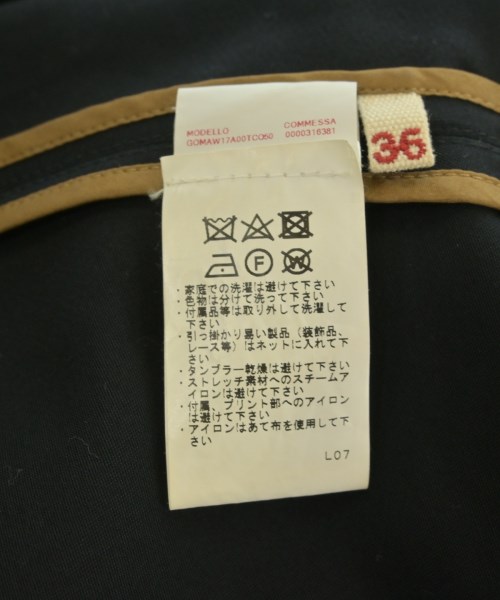 MODELLO COMMESSA
GOMAW17A00TCO50 0000316381
36
F W
・家庭での洗濯は避けて下さい
・色物は分けて洗って下さい
・付属品等は取り外して洗濯して
下さい
・引っ掛かり易い製品（装飾品、
レース等）はネットに入れて下
さい
・タンブラー乾燥は避けて下さい
・ストレッチ素材へのスチームア
イロンは避けて下さい
・付属、プリント部へのアイロン
は避けて下さい
・アイロンはあて布を使用して下
さい
L07